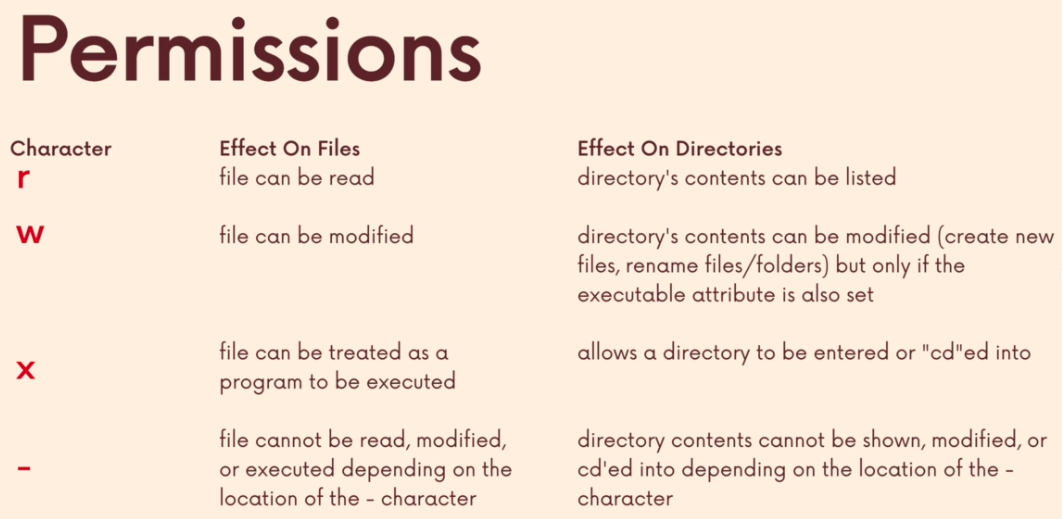 Permissions
Character Effect On Files Effect On Directories
r file can be read directory's contents can be listed
w file can be modified directory's contents can be modified (create new
files, rename files/folders) but only if the
executable attribute is also set
x file can be treated as a allows a directory to be entered or "cd"ed into
program to be executed
- file cannot be read, modified, directory contents cannot be shown, modified, or
or executed depending on the cd'ed into depending on the location of the -
location of the - character character